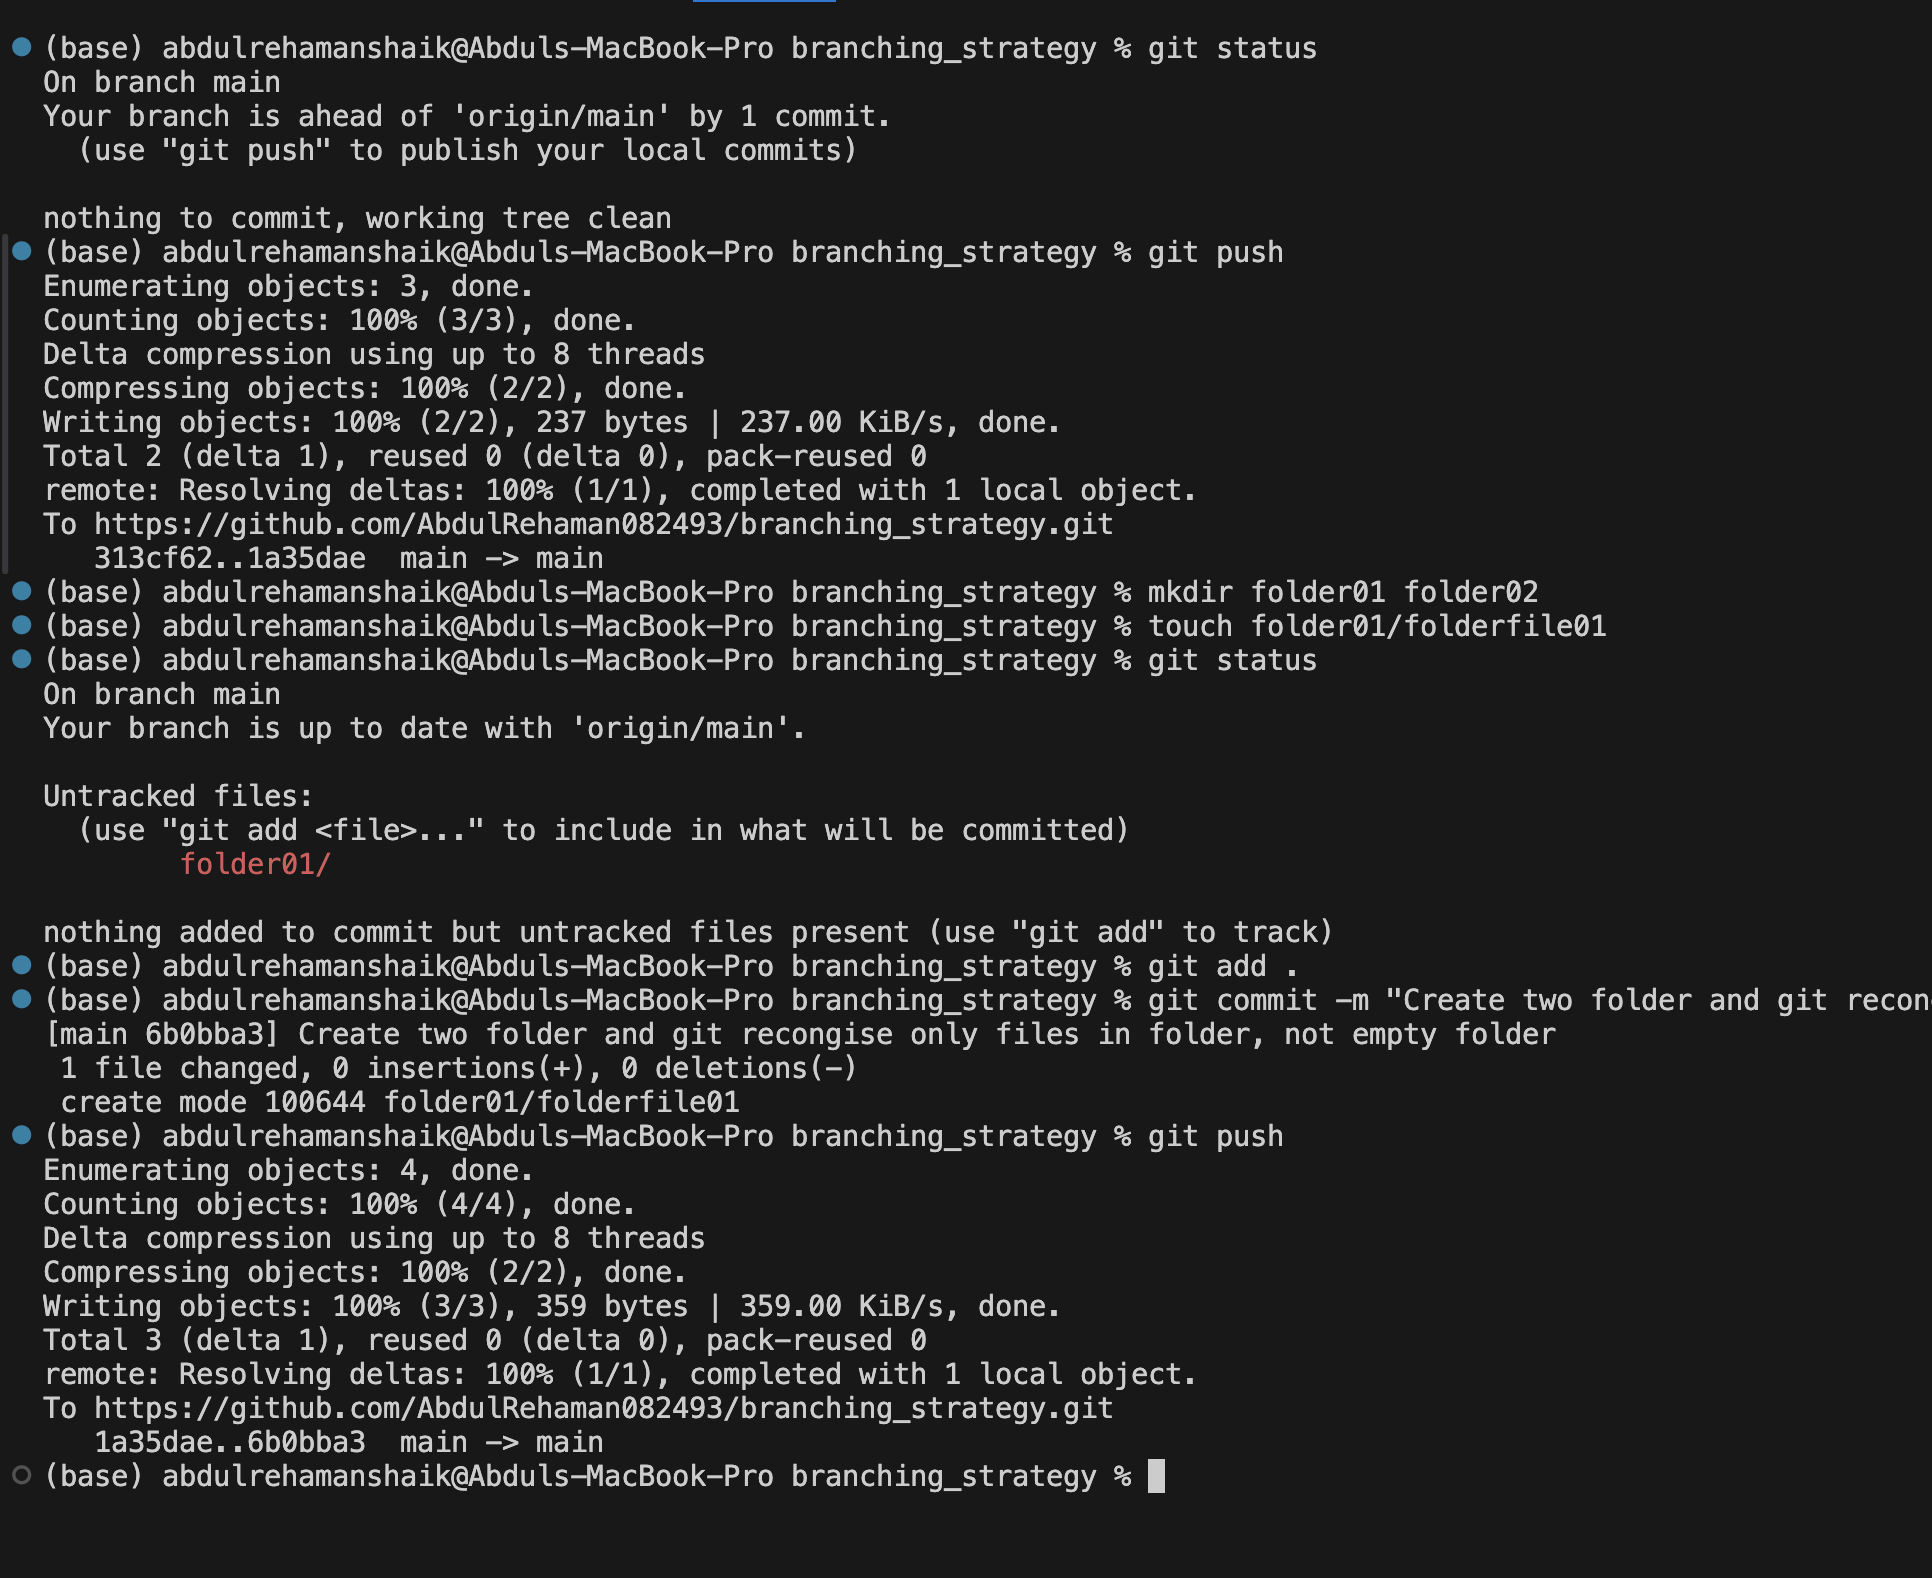 (base) abdulrehamanshaik@Abduls-MacBook-Pro branching_strategy % git status
On branch main
Your branch is ahead of 'origin/main' by 1 commit.
  (use "git push" to publish your local commits)

nothing to commit, working tree clean
(base) abdulrehamanshaik@Abduls-MacBook-Pro branching_strategy % git push
Enumerating objects: 3, done.
Counting objects: 100% (3/3), done.
Delta compression using up to 8 threads
Compressing objects: 100% (2/2), done.
Writing objects: 100% (2/2), 237 bytes | 237.00 KiB/s, done.
Total 2 (delta 1), reused 0 (delta 0), pack-reused 0
remote: Resolving deltas: 100% (1/1), completed with 1 local object.
To https://github.com/AbdulRehaman082493/branching_strategy.git
   313cf62..1a35dae  main -> main
(base) abdulrehamanshaik@Abduls-MacBook-Pro branching_strategy % mkdir folder01 folder02
(base) abdulrehamanshaik@Abduls-MacBook-Pro branching_strategy % touch folder01/folderfile01
(base) abdulrehamanshaik@Abduls-MacBook-Pro branching_strategy % git status
On branch main
Your branch is up to date with 'origin/main'.

Untracked files:
  (use "git add <file>..." to include in what will be committed)
        folder01/

nothing added to commit but untracked files present (use "git add" to track)
(base) abdulrehamanshaik@Abduls-MacBook-Pro branching_strategy % git add .
(base) abdulrehamanshaik@Abduls-MacBook-Pro branching_strategy % git commit -m "Create two folder and git recon
[main 6b0bba3] Create two folder and git recongise only files in folder, not empty folder
 1 file changed, 0 insertions(+), 0 deletions(-)
 create mode 100644 folder01/folderfile01
(base) abdulrehamanshaik@Abduls-MacBook-Pro branching_strategy % git push
Enumerating objects: 4, done.
Counting objects: 100% (4/4), done.
Delta compression using up to 8 threads
Compressing objects: 100% (2/2), done.
Writing objects: 100% (3/3), 359 bytes | 359.00 KiB/s, done.
Total 3 (delta 1), reused 0 (delta 0), pack-reused 0
remote: Resolving deltas: 100% (1/1), completed with 1 local object.
To https://github.com/AbdulRehaman082493/branching_strategy.git
   1a35dae..6b0bba3  main -> main
(base) abdulrehamanshaik@Abduls-MacBook-Pro branching_strategy %